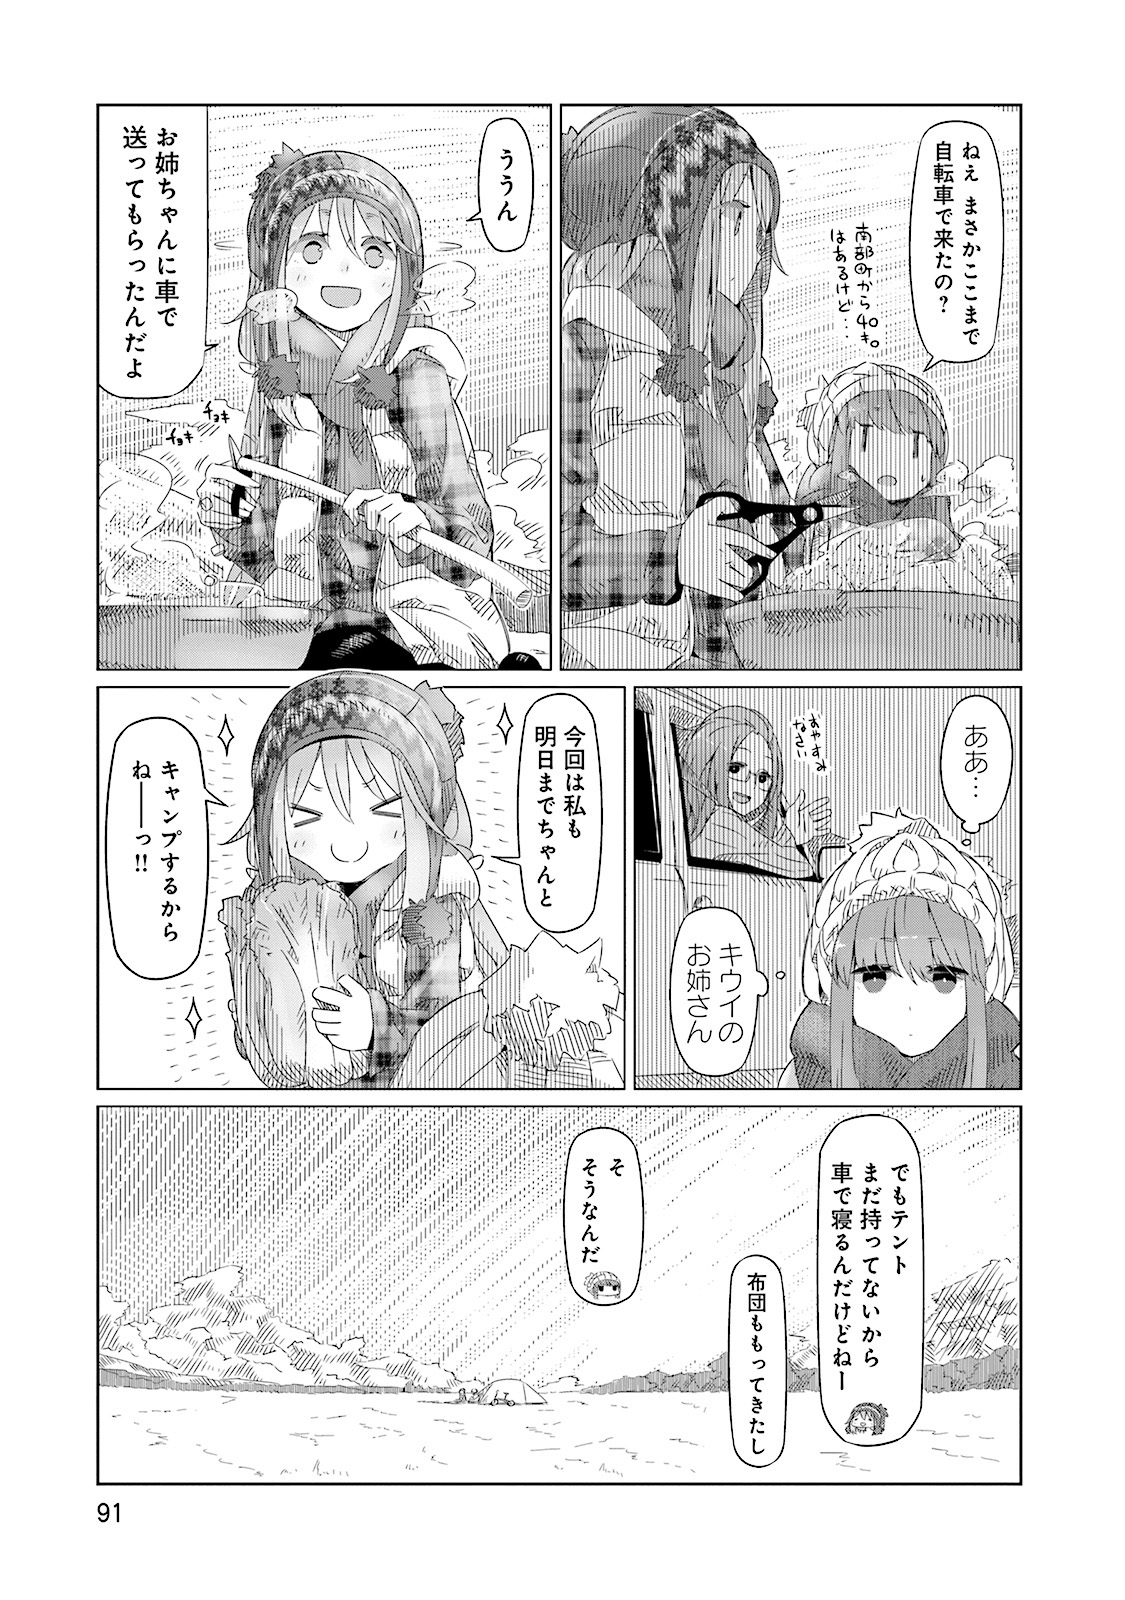 ねえ まさかここまで
自転車で来たの?
南部町から40キロ
はあるけど…
ううん
お姉ちゃんに車で
送ってもらったんだよ
チョキ
チョキ
ああ…
おやすみ
なさい
キウイの
お姉さん
今回は私も
明日までちゃんと
キャンプするから
ね――っ!!
でもテント
まだ持ってないから
車で寝るんだけどねー
布団ももってきたし
そ
そうなんだ
91